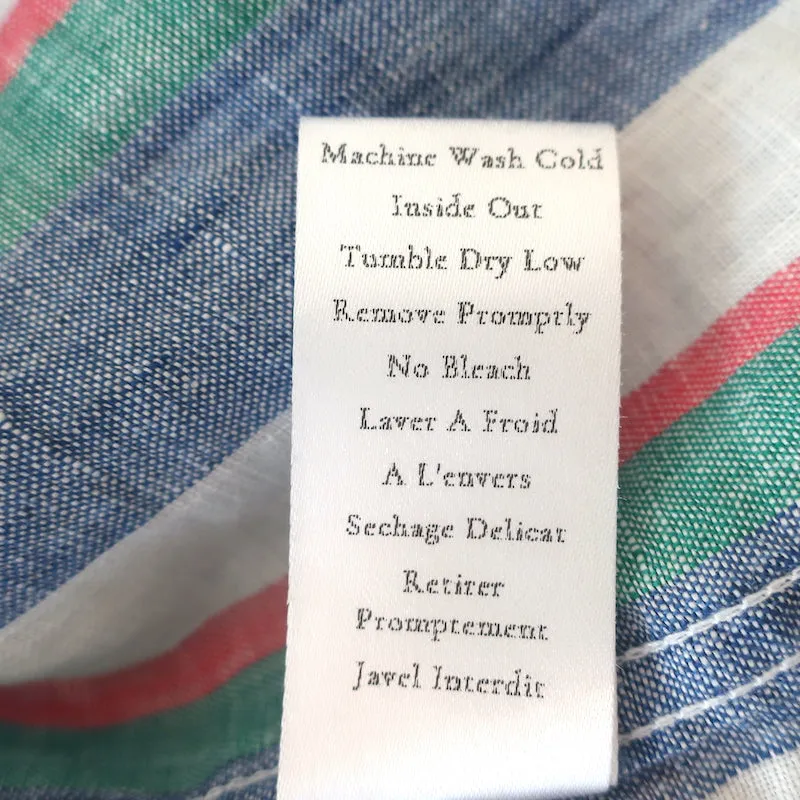 Machine Wash Cold
Inside Out
Tumble Dry Low
Remove Promptly
No Bleach
Laver A Froid
A L'envers
Sechage Delicat
Retirer
Promptement
Javel Interdit